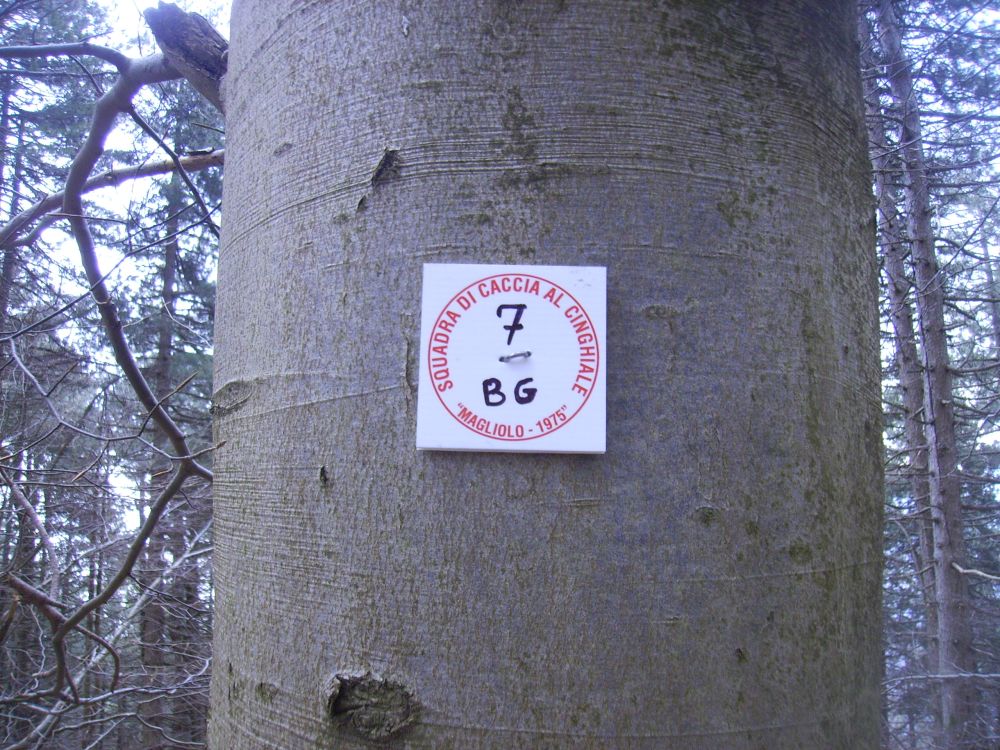 SQUADRA DI CACCIA AL CINGHIALE
7
BG
"MAGLIOLO - 1975"